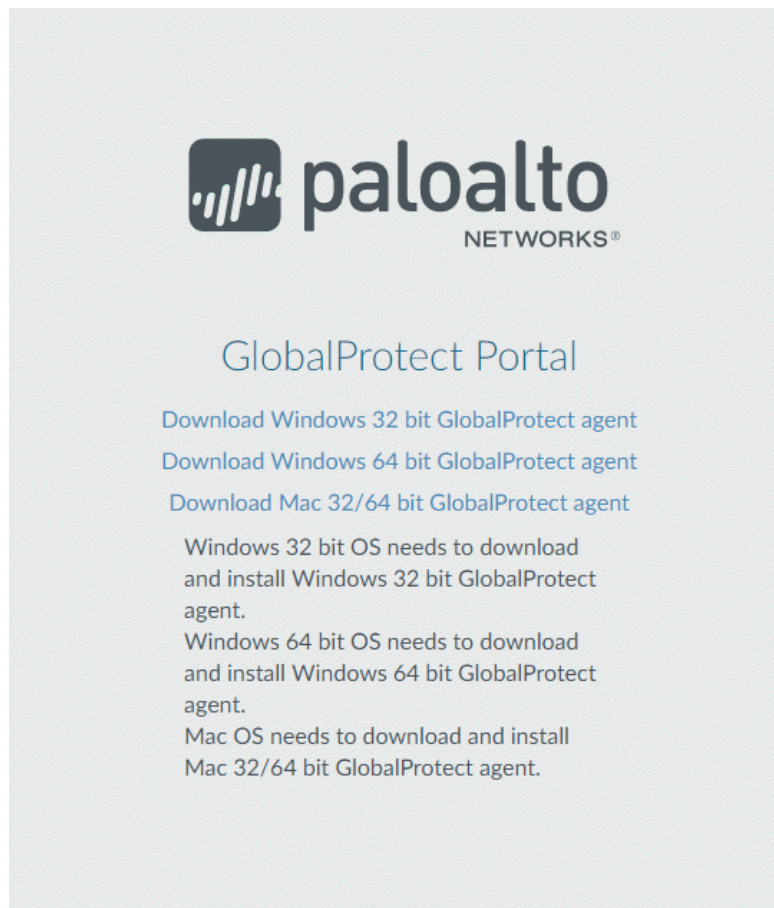 paloalto
NETWORKS®
GlobalProtect Portal
Download Windows 32 bit GlobalProtect agent
Download Windows 64 bit GlobalProtect agent
Download Mac 32/64 bit GlobalProtect agent
Windows 32 bit OS needs to download
and install Windows 32 bit GlobalProtect
agent.
Windows 64 bit OS needs to download
and install Windows 64 bit GlobalProtect
agent.
Mac OS needs to download and install
Mac 32/64 bit GlobalProtect agent.